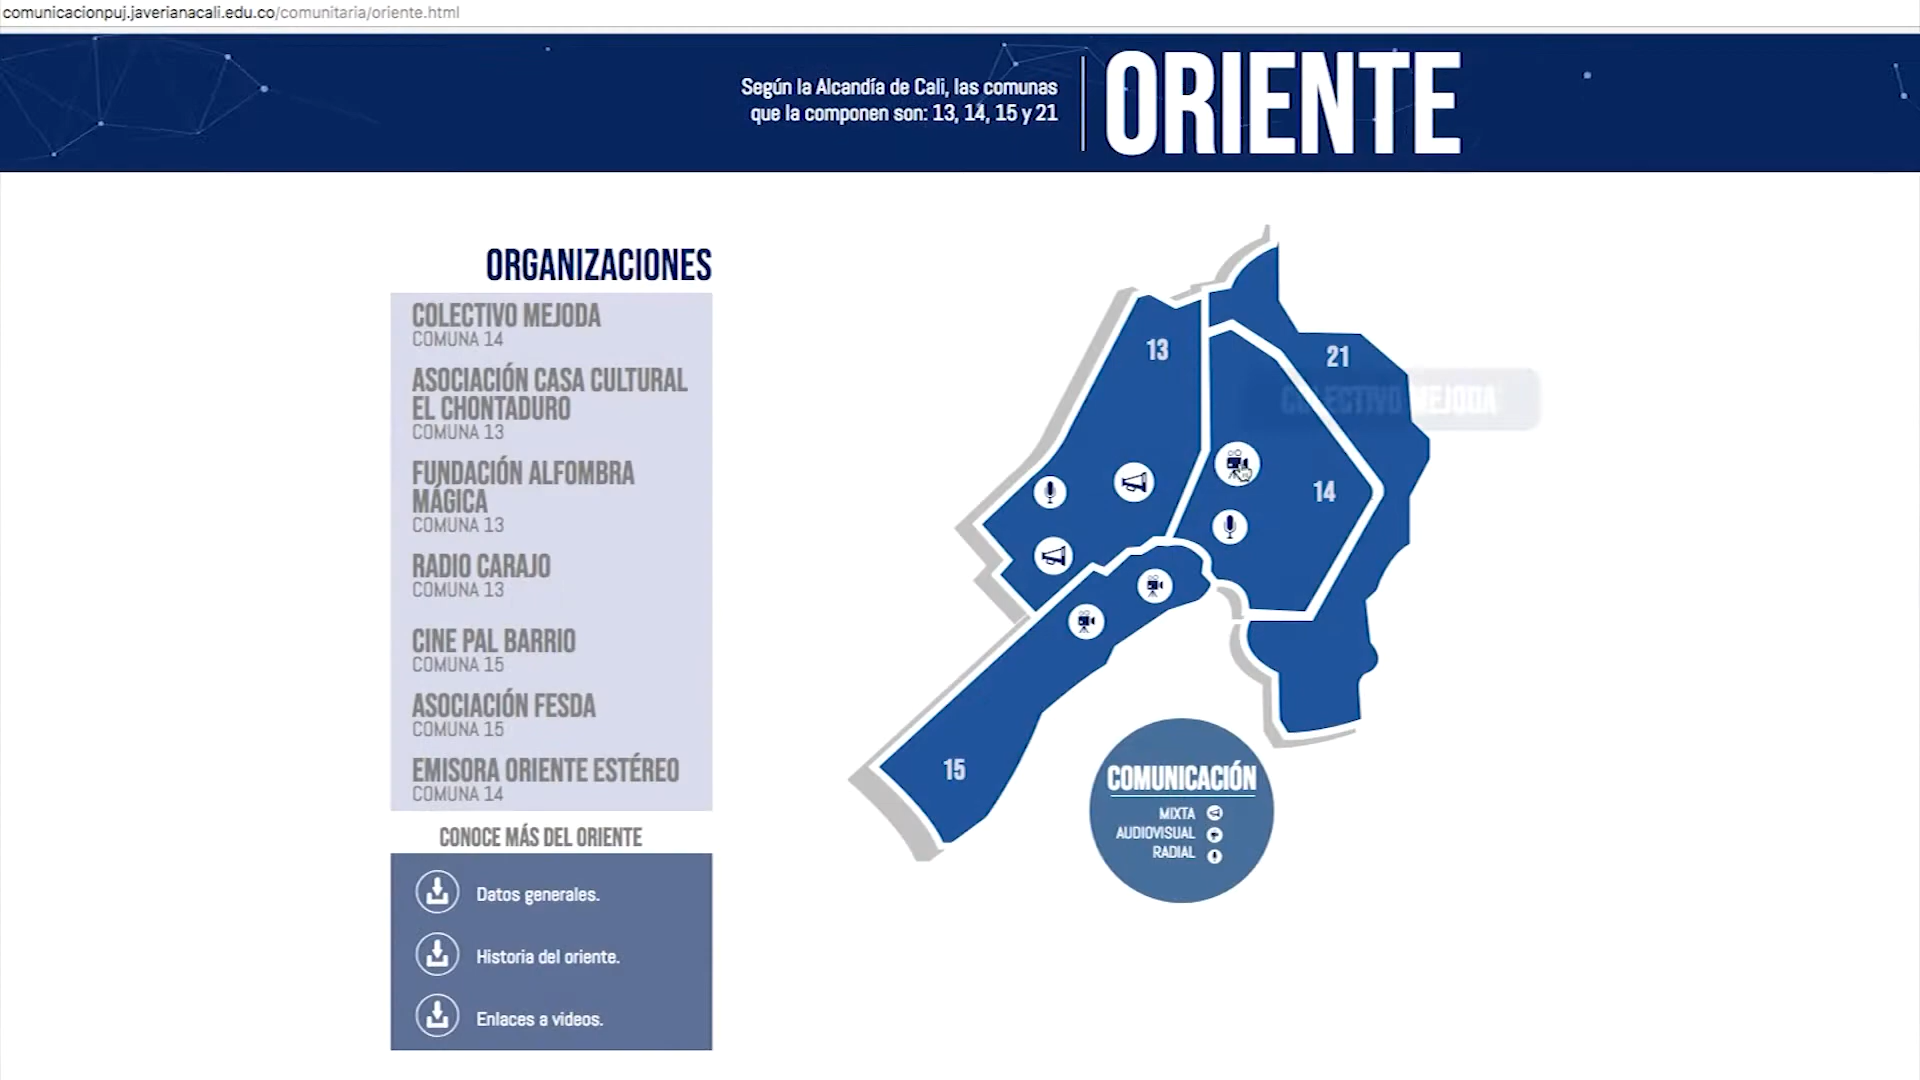 comunicacionpuj.javerianacali.edu.co/comunitaria/oriente.html
Según la Alcandía de Cali, las comunas
que la componen son: 13, 14, 15 y 21
ORIENTE
ORGANIZACIONES
COLECTIVO MEJODA
COMUNA 14
ASOCIACIÓN CASA CULTURAL
EL CHONTADURO
COMUNA 13
FUNDACIÓN ALFOMBRA
MÁGICA
COMUNA 13
RADIO CARAJO
COMUNA 13
CINE PAL BARRIO
COMUNA 15
ASOCIACIÓN FESDA
COMUNA 15
EMISORA ORIENTE ESTÉREO
COMUNA 14
CONOCE MÁS DEL ORIENTE
Datos generales.
Historia del oriente.
Enlaces a videos.
13
21
COLECTIVO MEJODA
14
15
COMUNICACIÓN
MIXTA
AUDIOVISUAL
RADIAL